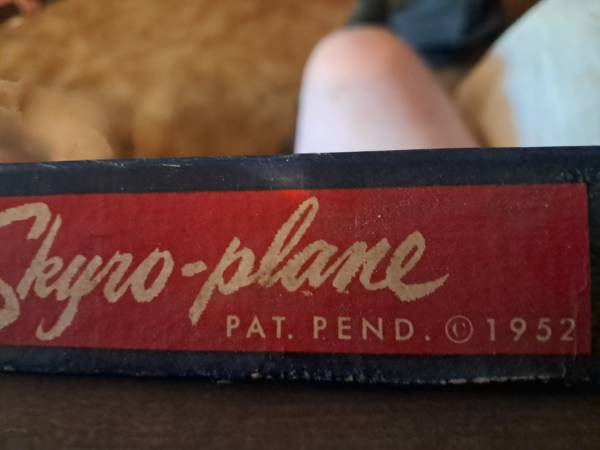 Skyro-plane
PAT. PEND. © 1952